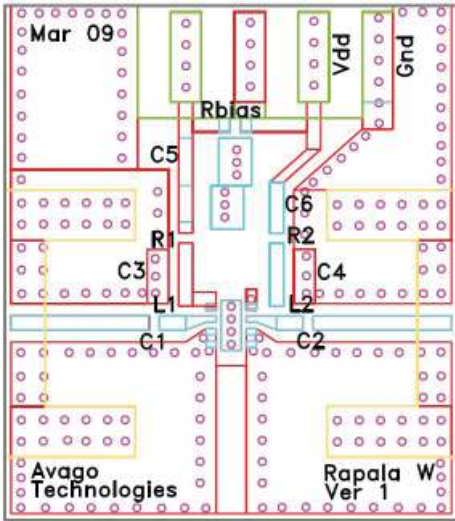 Mar 09
Rbias
Vdd
Gnd
C5
C6
R1
R2
C3
C4
L1
L2
C1
C2
Avago
Technologies
Rapala W
Ver 1